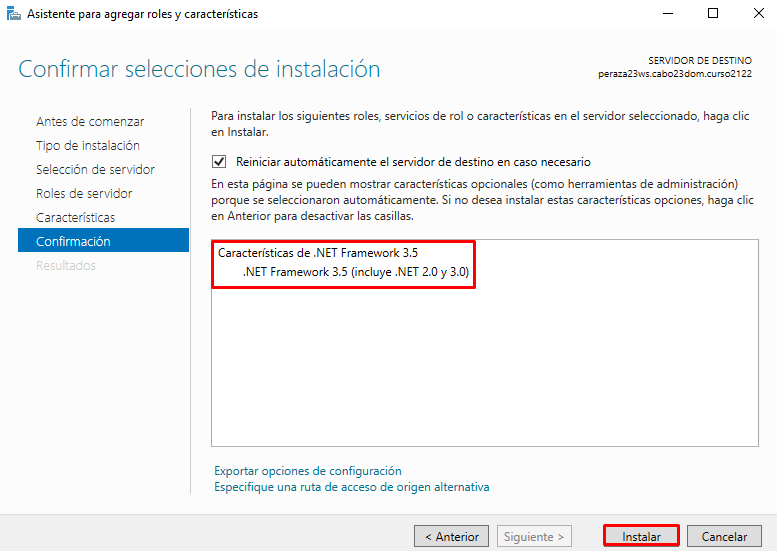 Asistente para agregar roles y características
Confirmar selecciones de instalación
SERVIDOR DE DESTINO
peraza23ws.cabo23dom.curso2122
Antes de comenzar
Tipo de instalación
Selección de servidor
Roles de servidor
Características
Confirmación
Resultados
Para instalar los siguientes roles, servicios de rol o características en el servidor seleccionado, haga clic
en Instalar.
Reiniciar automáticamente el servidor de destino en caso necesario
En esta página se pueden mostrar características opcionales (como herramientas de administración)
porque se seleccionaron automáticamente. Si no desea instalar estas características opciones, haga clic
en Anterior para desactivar las casillas.
Características de .NET Framework 3.5
.NET Framework 3.5 (incluye .NET 2.0 y 3.0)
Exportar opciones de configuración
Especifique una ruta de acceso de origen alternativa
< Anterior
Siguiente >
Instalar
Cancelar